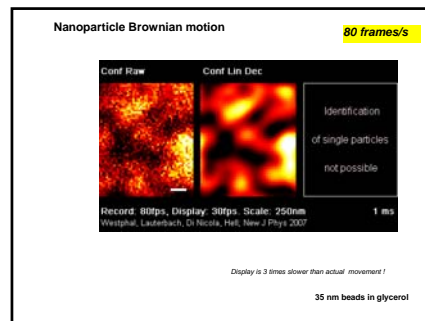 Nanoparticle Brownian motion
80 frames/s
Conf Raw
Conf Lin Dec
Identification
of single particles
not possible
Record: 80fps, Display: 30fps. Scale: 250nm
1 ms
Westphal, Lauterbach, Di Nicola, Hell; New J Phys 2007
Display is 3 times slower than actual movement !
35 nm beads in glycerol